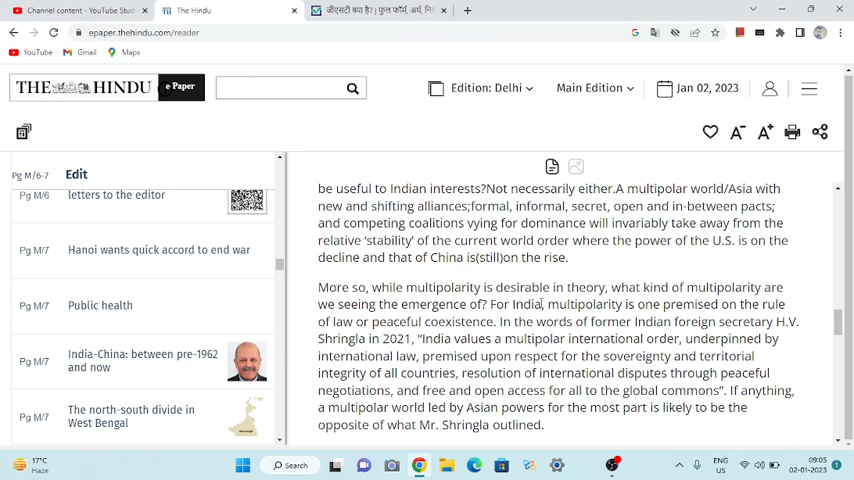 Channel content - YouTube Stud
The Hindu
जीएसटी क्या है? | फुल फॉर्म, अर्थ, निय
epaper.thehindu.com/reader
YouTube
Gmail
Maps
THE HINDU
e Paper
Edition: Delhi
Main Edition
Jan 02, 2023
A-
A+
Pg M/6-7
Edit
Pg M/6
letters to the editor
Pg M/7
Hanoi wants quick accord to end war
Pg M/7
Public health
Pg M/7
India-China: between pre-1962
and now
Pg M/7
The north-south divide in
West Bengal
be useful to Indian interests?Not necessarily either.A multipolar world/Asia with
new and shifting alliances;formal, informal, secret, open and in-between pacts;
and competing coalitions vying for dominance will invariably take away from the
relative ‘stability’ of the current world order where the power of the U.S. is on the
decline and that of China is(still)on the rise.
More so, while multipolarity is desirable in theory, what kind of multipolarity are
we seeing the emergence of? For India, multipolarity is one premised on the rule
of law or peaceful coexistence. In the words of former Indian foreign secretary H.V.
Shringla in 2021, “India values a multipolar international order, underpinned by
international law, premised upon respect for the sovereignty and territorial
integrity of all countries, resolution of international disputes through peaceful
negotiations, and free and open access for all to the global commons”. If anything,
a multipolar world led by Asian powers for the most part is likely to be the
opposite of what Mr. Shringla outlined.
17°C
Haze
Search
ENG
US
09:05
02-01-2023
1